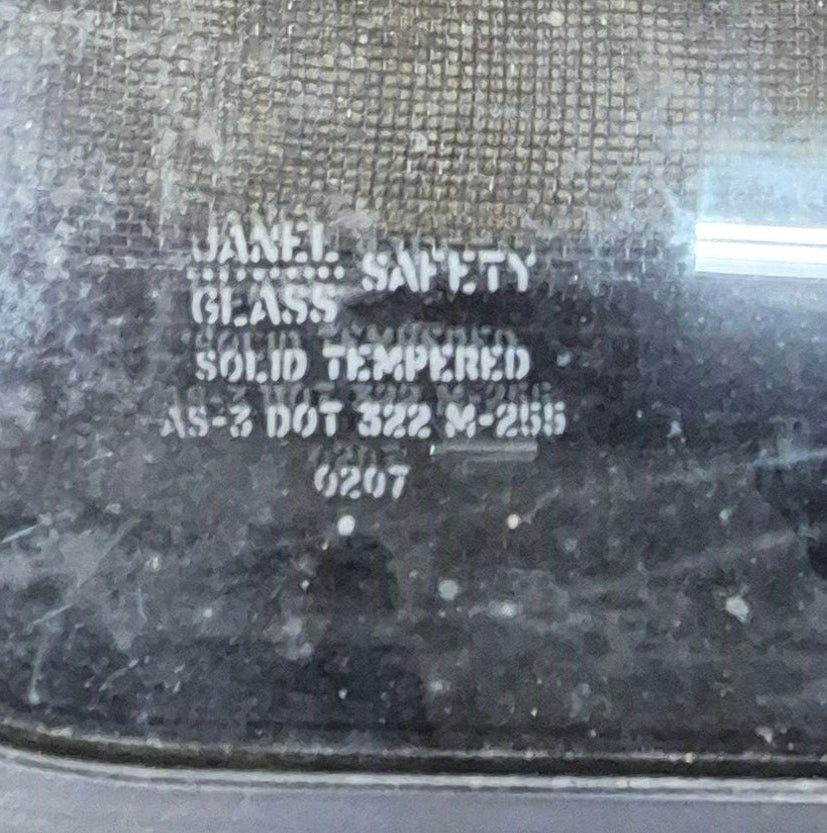 JANEL
GLASS SAFETY
SOLID TEMPERED
AS-3 DOT 322 M-255
0207